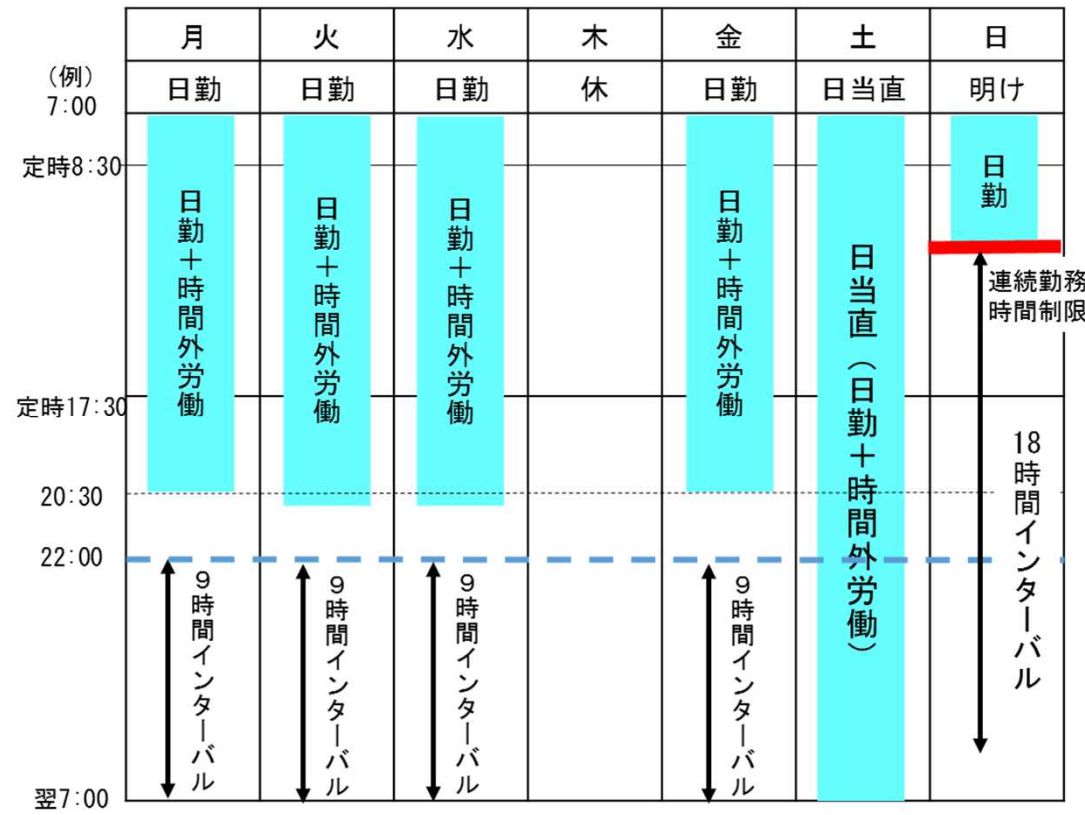 月 火 水 木 金 土 日
(例)
7:00
日勤 日勤 日勤 休 日勤 日当直 明け
定時8:30
日勤+時間外労働
日勤+時間外労働
日勤+時間外労働
日勤+時間外労働
日当直(日勤+時間外労働)
日勤
連続勤務
時間制限
定時17:30
20:30
22:00
9時間インターバル
9時間インターバル
9時間インターバル
9時間インターバル
18時間インターバル
翌7:00